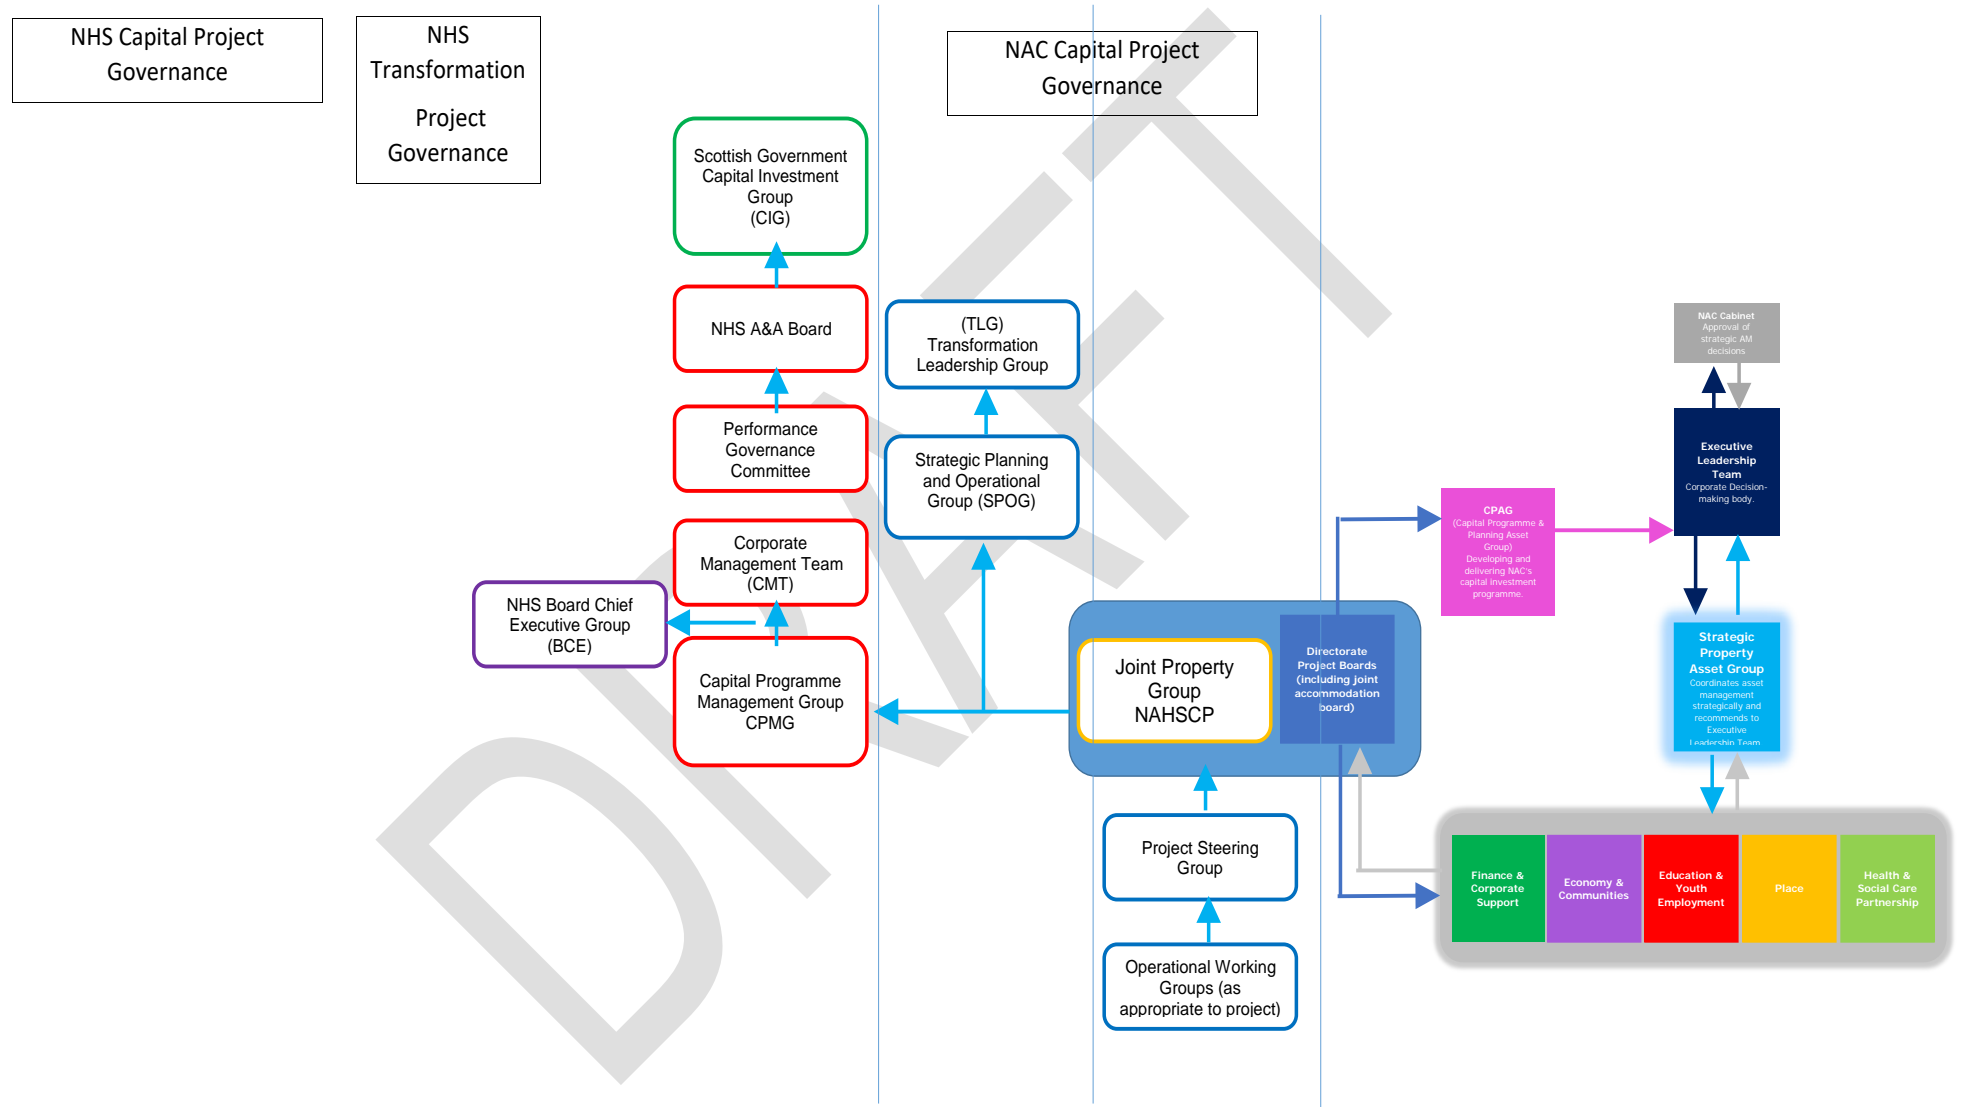 NHS Capital Project
Governance
NHS
Transformation
Project
Governance
NAC Capital Project
Governance
Scottish Government
Capital Investment
Group
(CIG)
NHS A&A Board
Performance
Governance
Committee
Corporate
Management Team
(CMT)
NHS Board Chief
Executive Group
(BCE)
Capital Programme
Management Group
CPMG
(TLG)
Transformation
Leadership Group
Strategic Planning
and Operational
Group (SPOG)
Joint Property
Group
NAHSCP
Directorate
Project Boards
(including joint
accommodation
board)
Project Steering
Group
Operational Working
Groups (as
appropriate to project)
CPAG
(Capital Programme &
Planning Asset
Group)
Developing and
delivering NAC's
capital investment
programme.
NAC Cabinet
Approval of
strategic AM
decisions
Executive
Leadership
Team
Corporate Decision-
making body.
Strategic
Property
Asset Group
Coordinates asset
management
strategically and
recommends to
Executive
Leadership Team
Finance &
Corporate
Support
Economy &
Communities
Education &
Youth
Employment
Place
Health &
Social Care
Partnership
DRAFT